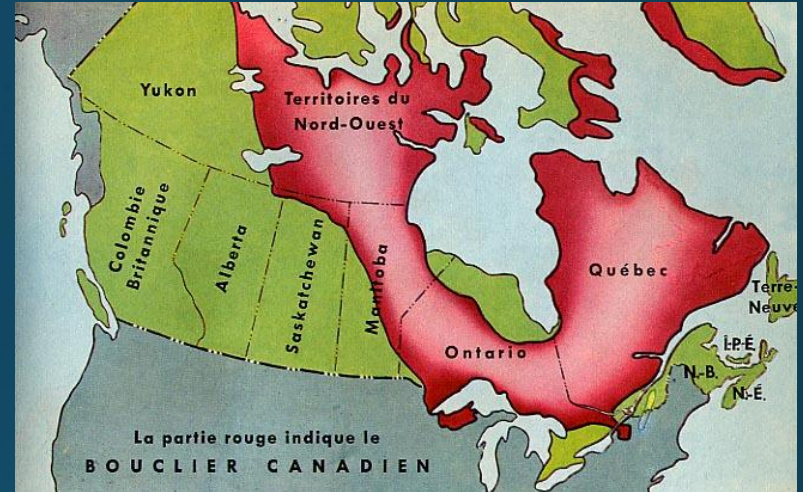 Yukon
Territoires du
Nord-Ouest
Colombie
Britannique
Alberta
Saskatchewan
Manitoba
Ontario
Québec
Terre-
Neuve
I.-P.-É.
N.-B.
N.-É.
La partie rouge indique le
BOUCLIER CANADIEN